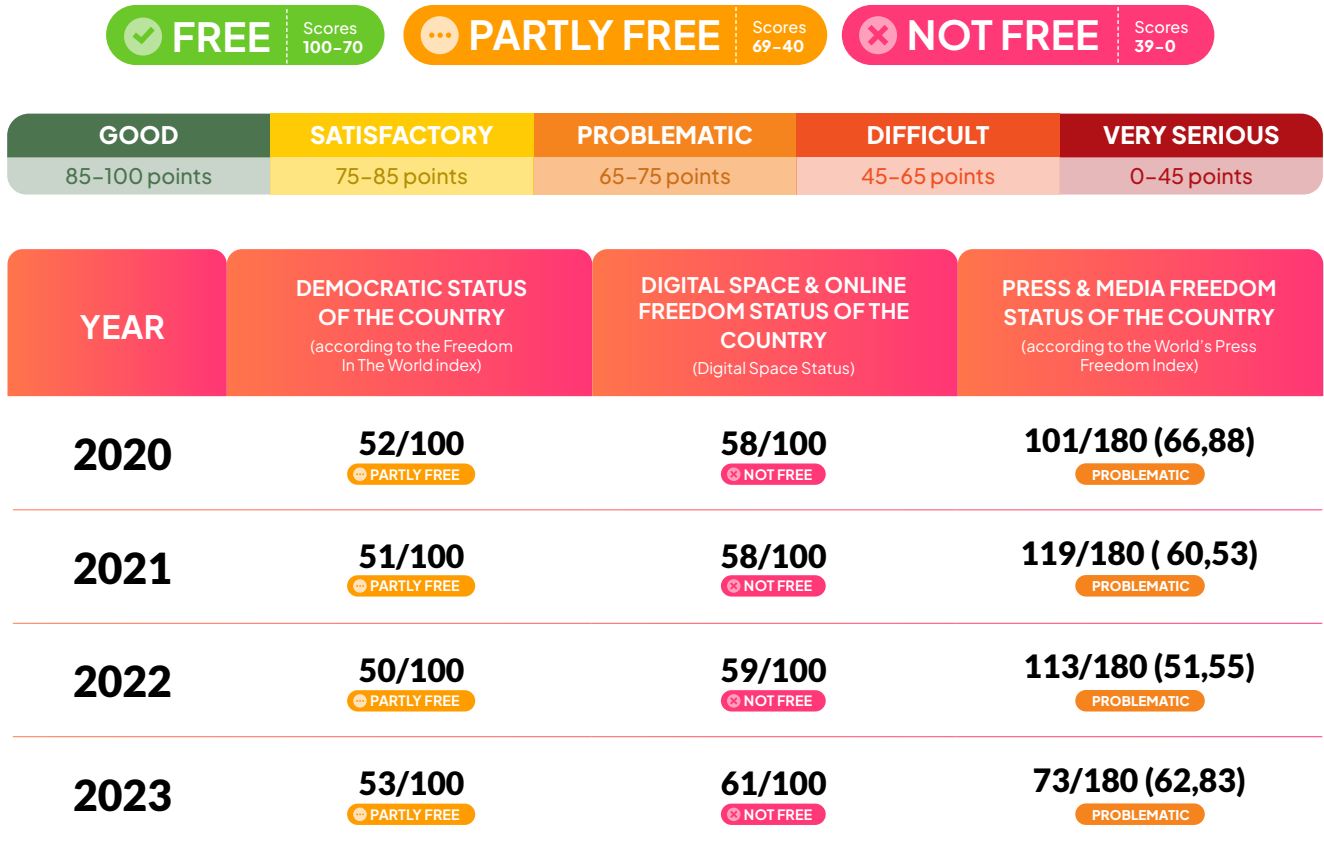 FREE Scores 100–70
PARTLY FREE Scores 69–40
NOT FREE Scores 39–0
GOOD SATISFACTORY PROBLEMATIC DIFFICULT VERY SERIOUS
85–100 points 75–85 points 65–75 points 45–65 points 0–45 points
YEAR
DEMOCRATIC STATUS
OF THE COUNTRY
(according to the Freedom
In The World index)
DIGITAL SPACE & ONLINE
FREEDOM STATUS OF THE
COUNTRY
(Digital Space Status)
PRESS & MEDIA FREEDOM
STATUS OF THE COUNTRY
(according to the World's Press
Freedom Index)
2020
52/100
PARTLY FREE
58/100
NOT FREE
101/180 (66,88)
PROBLEMATIC
2021
51/100
PARTLY FREE
58/100
NOT FREE
119/180 ( 60,53)
PROBLEMATIC
2022
50/100
PARTLY FREE
59/100
NOT FREE
113/180 (51,55)
PROBLEMATIC
2023
53/100
PARTLY FREE
61/100
NOT FREE
73/180 (62,83)
PROBLEMATIC